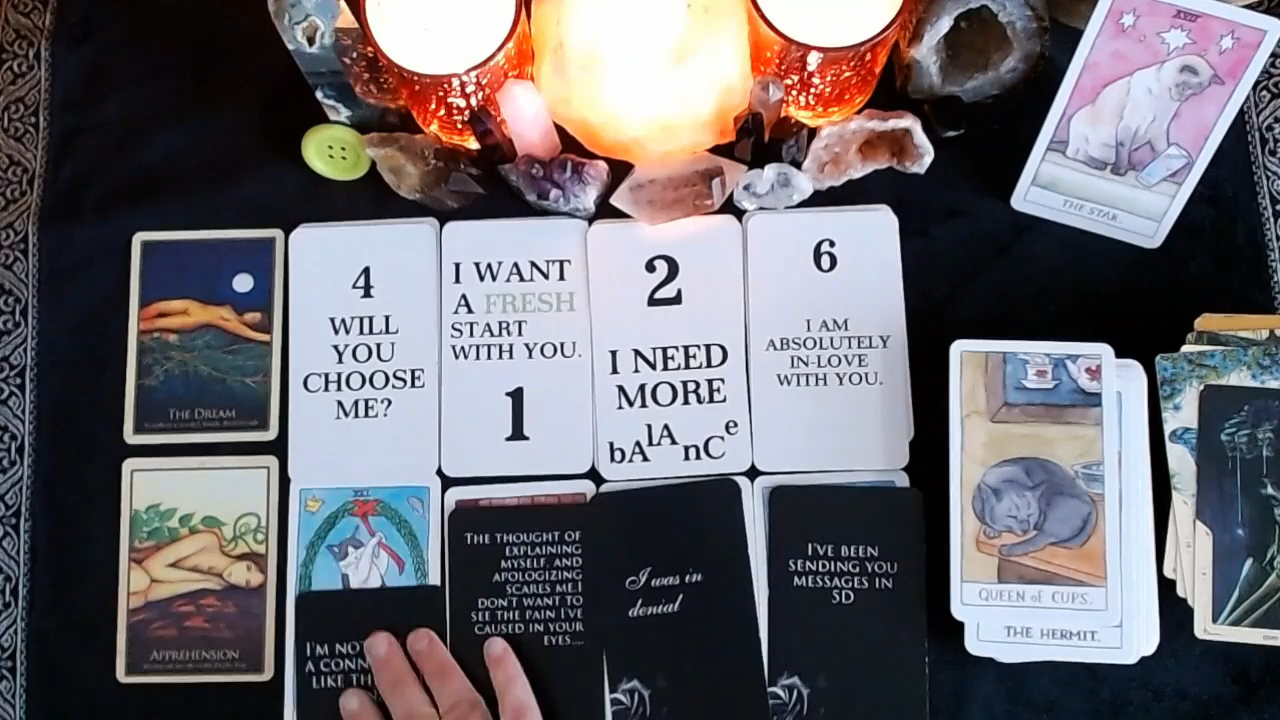 XVII
THE STAR.
4
WILL
YOU
CHOOSE
ME?
I WANT
A FRESH
START
WITH YOU.
1
2
I NEED
MORE
bAlAnCe
6
I AM
ABSOLUTELY
IN-LOVE
WITH YOU.
THE DREAM
APPREHENSION
XXI
I'M NOT
A CONN
LIKE TH
THE THOUGHT OF
EXPLAINING
MYSELF, AND
APOLOGIZING
SCARES ME.I
DON'T WANT TO
SEE THE PAIN I'VE
CAUSED IN YOUR
EYES....
I was in
denial
I'VE BEEN
SENDING YOU
MESSAGES IN
5D
QUEEN of CUPS.
THE HERMIT.